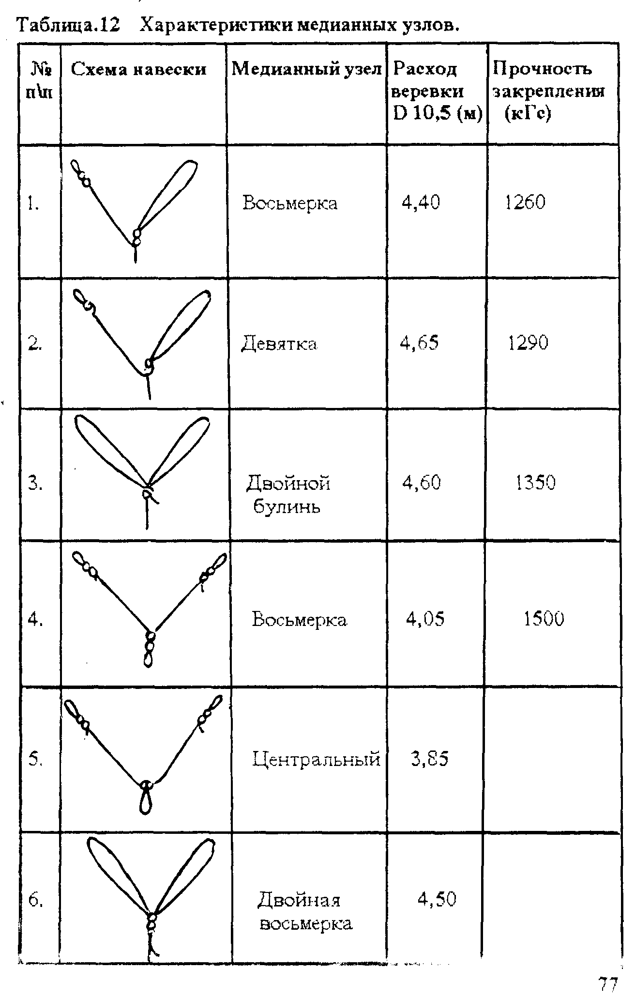 Таблица.12 Характеристики медианных узлов.
№ п\п Схема навески Медианный узел Расход веревки D 10,5 (м) Прочность закрепления (кГс)
1. Восьмерка 4,40 1260
2. Девятка 4,65 1290
3. Двойной булинь 4,60 1350
4. Восьмерка 4,05 1500
5. Центральный 3,85
6. Двойная восьмерка 4,50
77